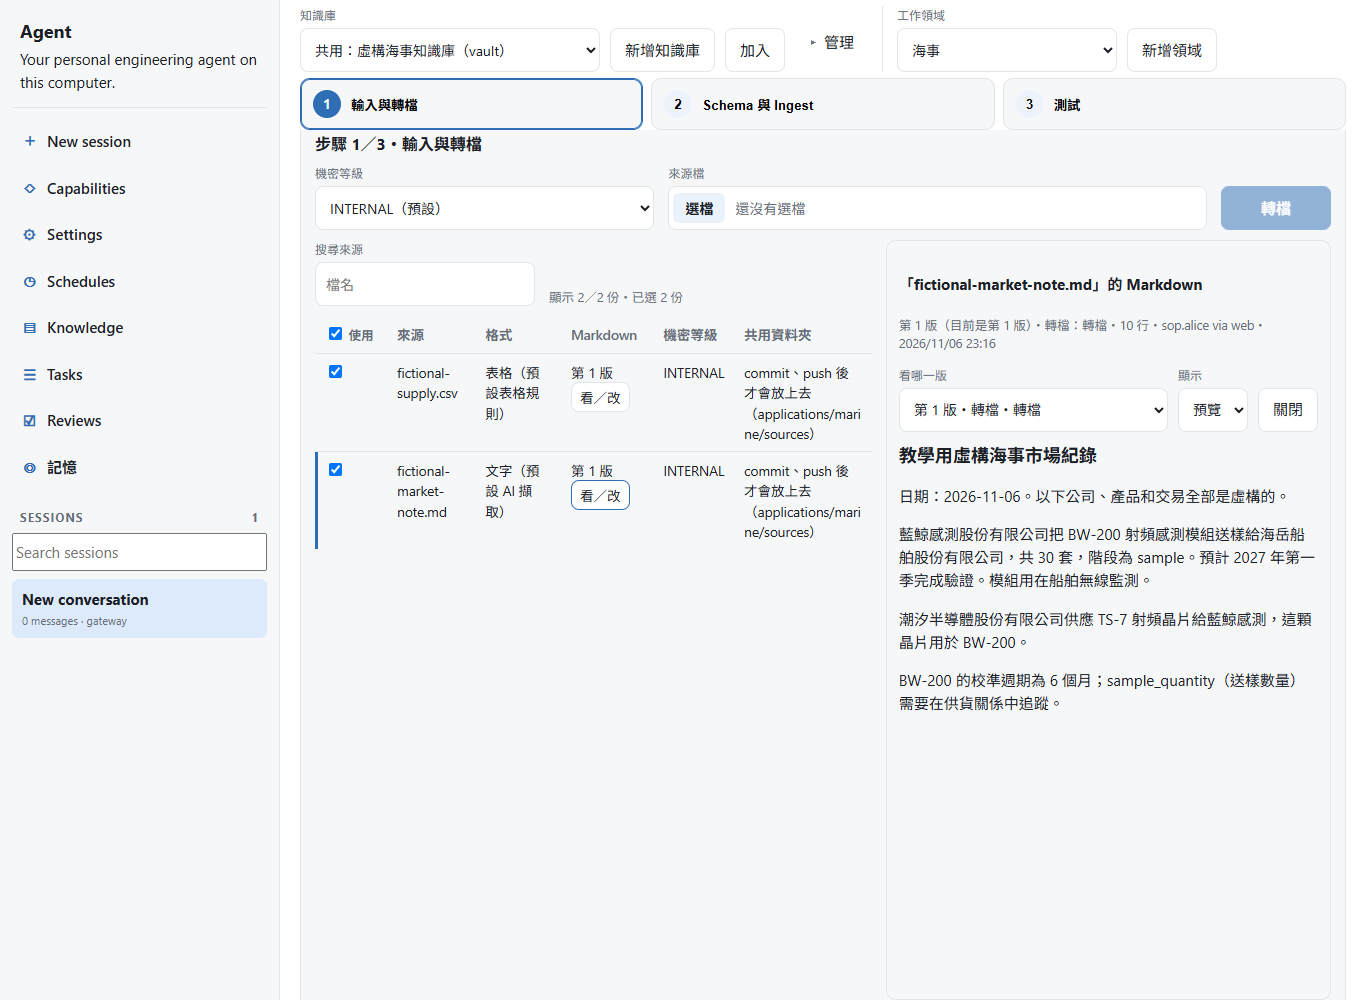 Agent
Your personal engineering agent on
this computer.
New session
Capabilities
Settings
Schedules
Knowledge
Tasks
Reviews
記憶
SESSIONS 1
Search sessions
New conversation
0 messages · gateway
知識庫
共用：虛構海事知識庫（vault）
新增知識庫
加入
管理
工作領域
海事
新增領域
1 輸入與轉檔
2 Schema 與 Ingest
3 測試
步驟 1／3・輸入與轉檔
機密等級
INTERNAL（預設）
來源檔
選檔 還沒有選檔
轉檔
搜尋來源
檔名
顯示 2／2 份・已選 2 份
使用 來源 格式 Markdown 機密等級 共用資料夾
fictional-
supply.csv
表格（預
設表格規
則）
第 1 版
看／改
INTERNAL
commit、push 後
才會放上去
（applications/mari
ne/sources）
fictional-
market-
note.md
文字（預
設 AI 擷
取）
第 1 版
看／改
INTERNAL
commit、push 後
才會放上去
（applications/mari
ne/sources）
「fictional-market-note.md」的 Markdown
第 1 版（目前是第 1 版）・轉檔：轉檔・10 行・sop.alice via web・
2026/11/06 23:16
看哪一版
第 1 版・轉檔・轉檔
顯示
預覽
關閉
教學用虛構海事市場紀錄
日期：2026-11-06。以下公司、產品和交易全部是虛構的。
藍鯨感測股份有限公司把 BW-200 射頻感測模組送樣給海岳船
舶股份有限公司，共 30 套，階段為 sample。預計 2027 年第一
季完成驗證。模組用在船舶無線監測。
潮汐半導體股份有限公司供應 TS-7 射頻晶片給藍鯨感測，這顆
晶片用於 BW-200。
BW-200 的校準週期為 6 個月；sample_quantity（送樣數量）
需要在供貨關係中追蹤。